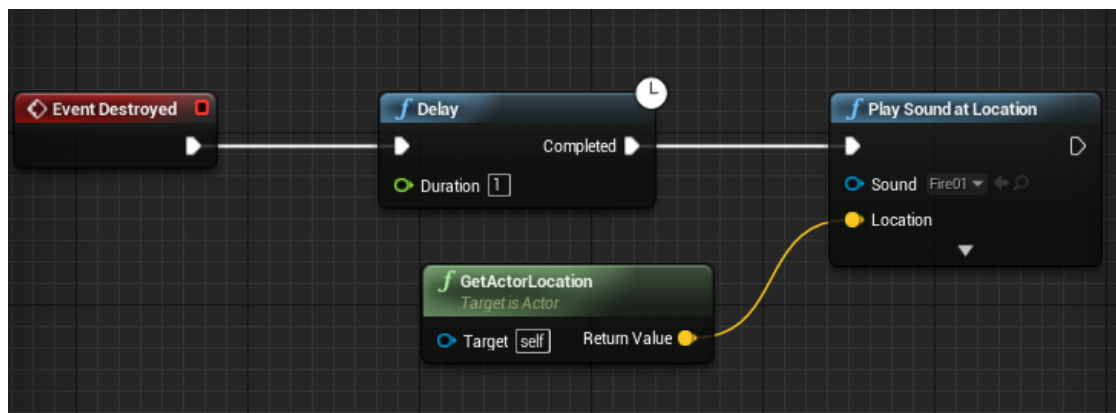 Event Destroyed
f Delay
Completed
Duration 1
f Play Sound at Location
Sound Fire01
Location
f GetActorLocation
Target is Actor
Target self Return Value